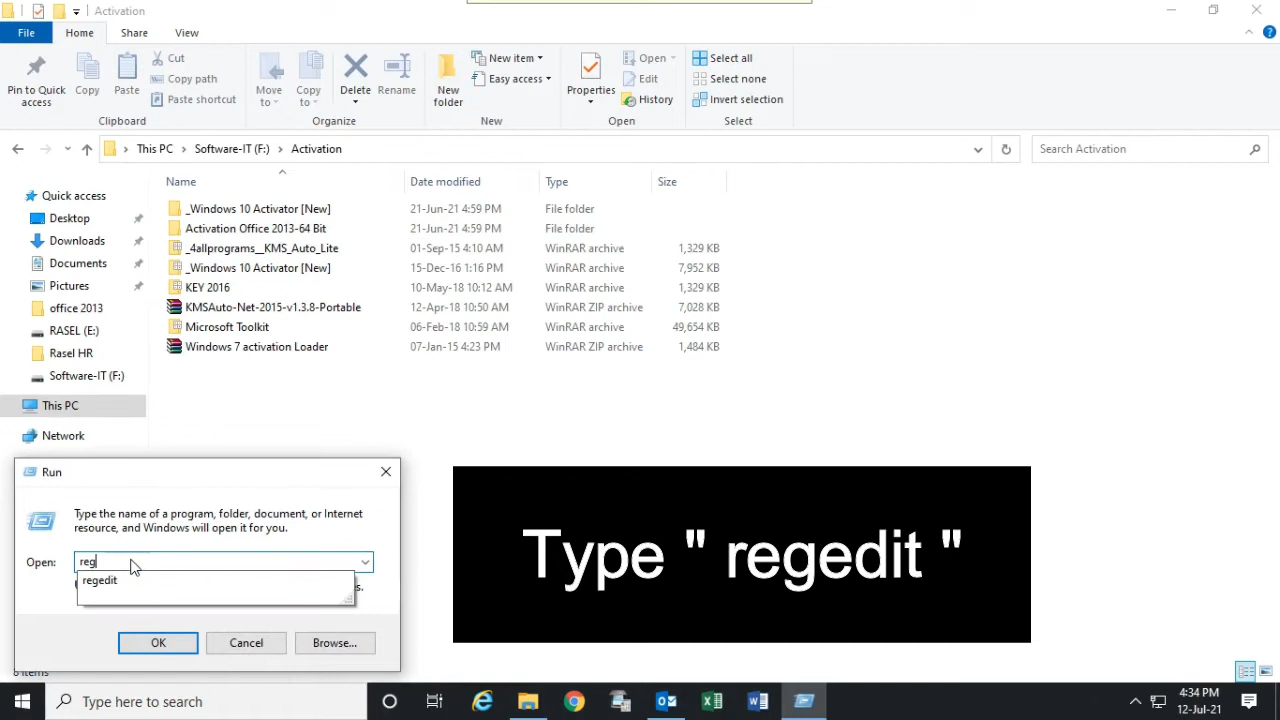 Activation
File
Home
Share
View
Pin to Quick
access
Copy
Paste
Cut
Copy path
Paste shortcut
Clipboard
Move
to
Copy
to
Delete
Rename
Organize
New
folder
New item
Easy access
New
Properties
Open
Edit
History
Open
Select all
Select none
Invert selection
Select
This PC
Software-IT (F:)
Activation
Search Activation
Name
Date modified
Type
Size
_Windows 10 Activator [New] 21-Jun-21 4:59 PM File folder
Activation Office 2013-64 Bit 21-Jun-21 4:59 PM File folder
_4allprograms__KMS_Auto_Lite 01-Sep-15 4:10 AM WinRAR archive 1,329 KB
_Windows 10 Activator [New] 15-Dec-16 1:16 PM WinRAR archive 7,952 KB
KEY 2016 10-May-18 10:12 AM WinRAR archive 1,329 KB
KMSAuto-Net-2015-v1.3.8-Portable 12-Apr-18 10:50 AM WinRAR ZIP archive 7,028 KB
Microsoft Toolkit 06-Feb-18 10:59 AM WinRAR archive 49,654 KB
Windows 7 activation Loader 07-Jan-15 4:23 PM WinRAR ZIP archive 1,484 KB
Quick access
Desktop
Downloads
Documents
Pictures
office 2013
RASEL (E:)
Rasel HR
Software-IT (F:)
This PC
Network
Run
Type the name of a program, folder, document, or Internet
resource, and Windows will open it for you.
Open:
reg
regedit
s.
OK
Cancel
Browse...
Type " regedit "
items
Type here to search
4:34 PM
12-Jul-21